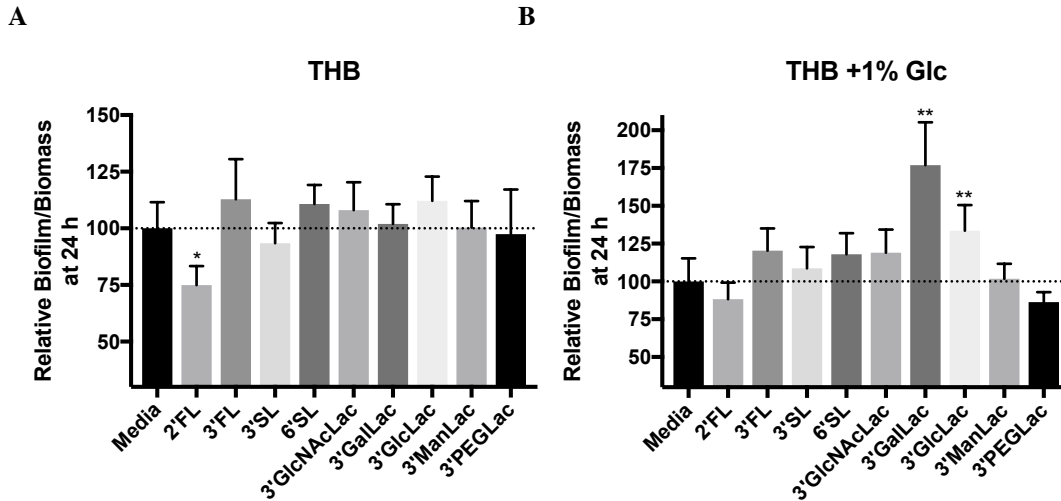 A
THB
Relative Biofilm/Biomass
at 24 h
150
125
100
75
50
*
Media
2'FL
3'FL
3'SL
6'SL
3'GlcNAcLac
3'GalLac
3'GlcLac
3'ManLac
3'PEGLac
B
THB +1% Glc
Relative Biofilm/Biomass
at 24 h
200
175
150
125
100
75
50
**
**
Media
2'FL
3'FL
3'SL
6'SL
3'GlcNAcLac
3'GalLac
3'GlcLac
3'ManLac
3'PEGLac